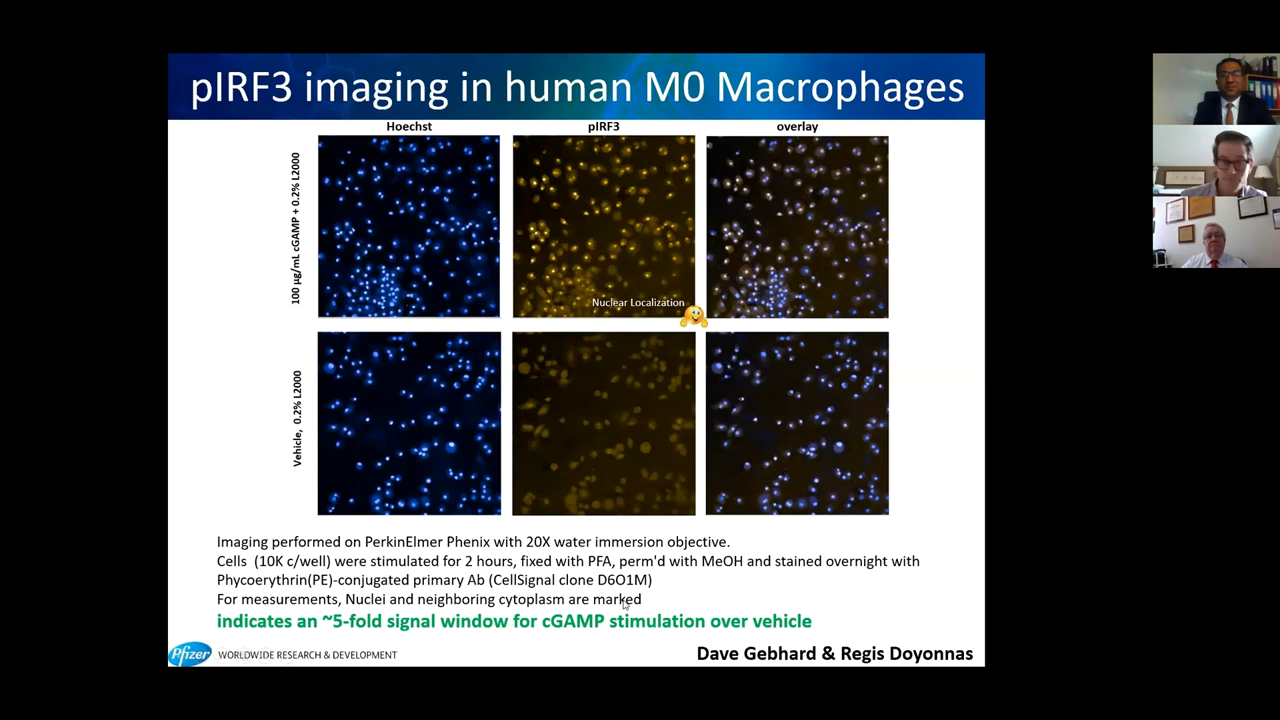 pIRF3 imaging in human M0 Macrophages
Hoechst
pIRF3
overlay
100 µg/mL cGAMP + 0.2% L2000
Nuclear Localization
Vehicle, 0.2% L2000
Imaging performed on PerkinElmer Phenix with 20X water immersion objective.
Cells (10K c/well) were stimulated for 2 hours, fixed with PFA, perm'd with MeOH and stained overnight with
Phycoerythrin(PE)-conjugated primary Ab (CellSignal clone D6O1M)
For measurements, Nuclei and neighboring cytoplasm are marked
indicates an ~5-fold signal window for cGAMP stimulation over vehicle
Pfizer WORLDWIDE RESEARCH & DEVELOPMENT
Dave Gebhard & Regis Doyonnas